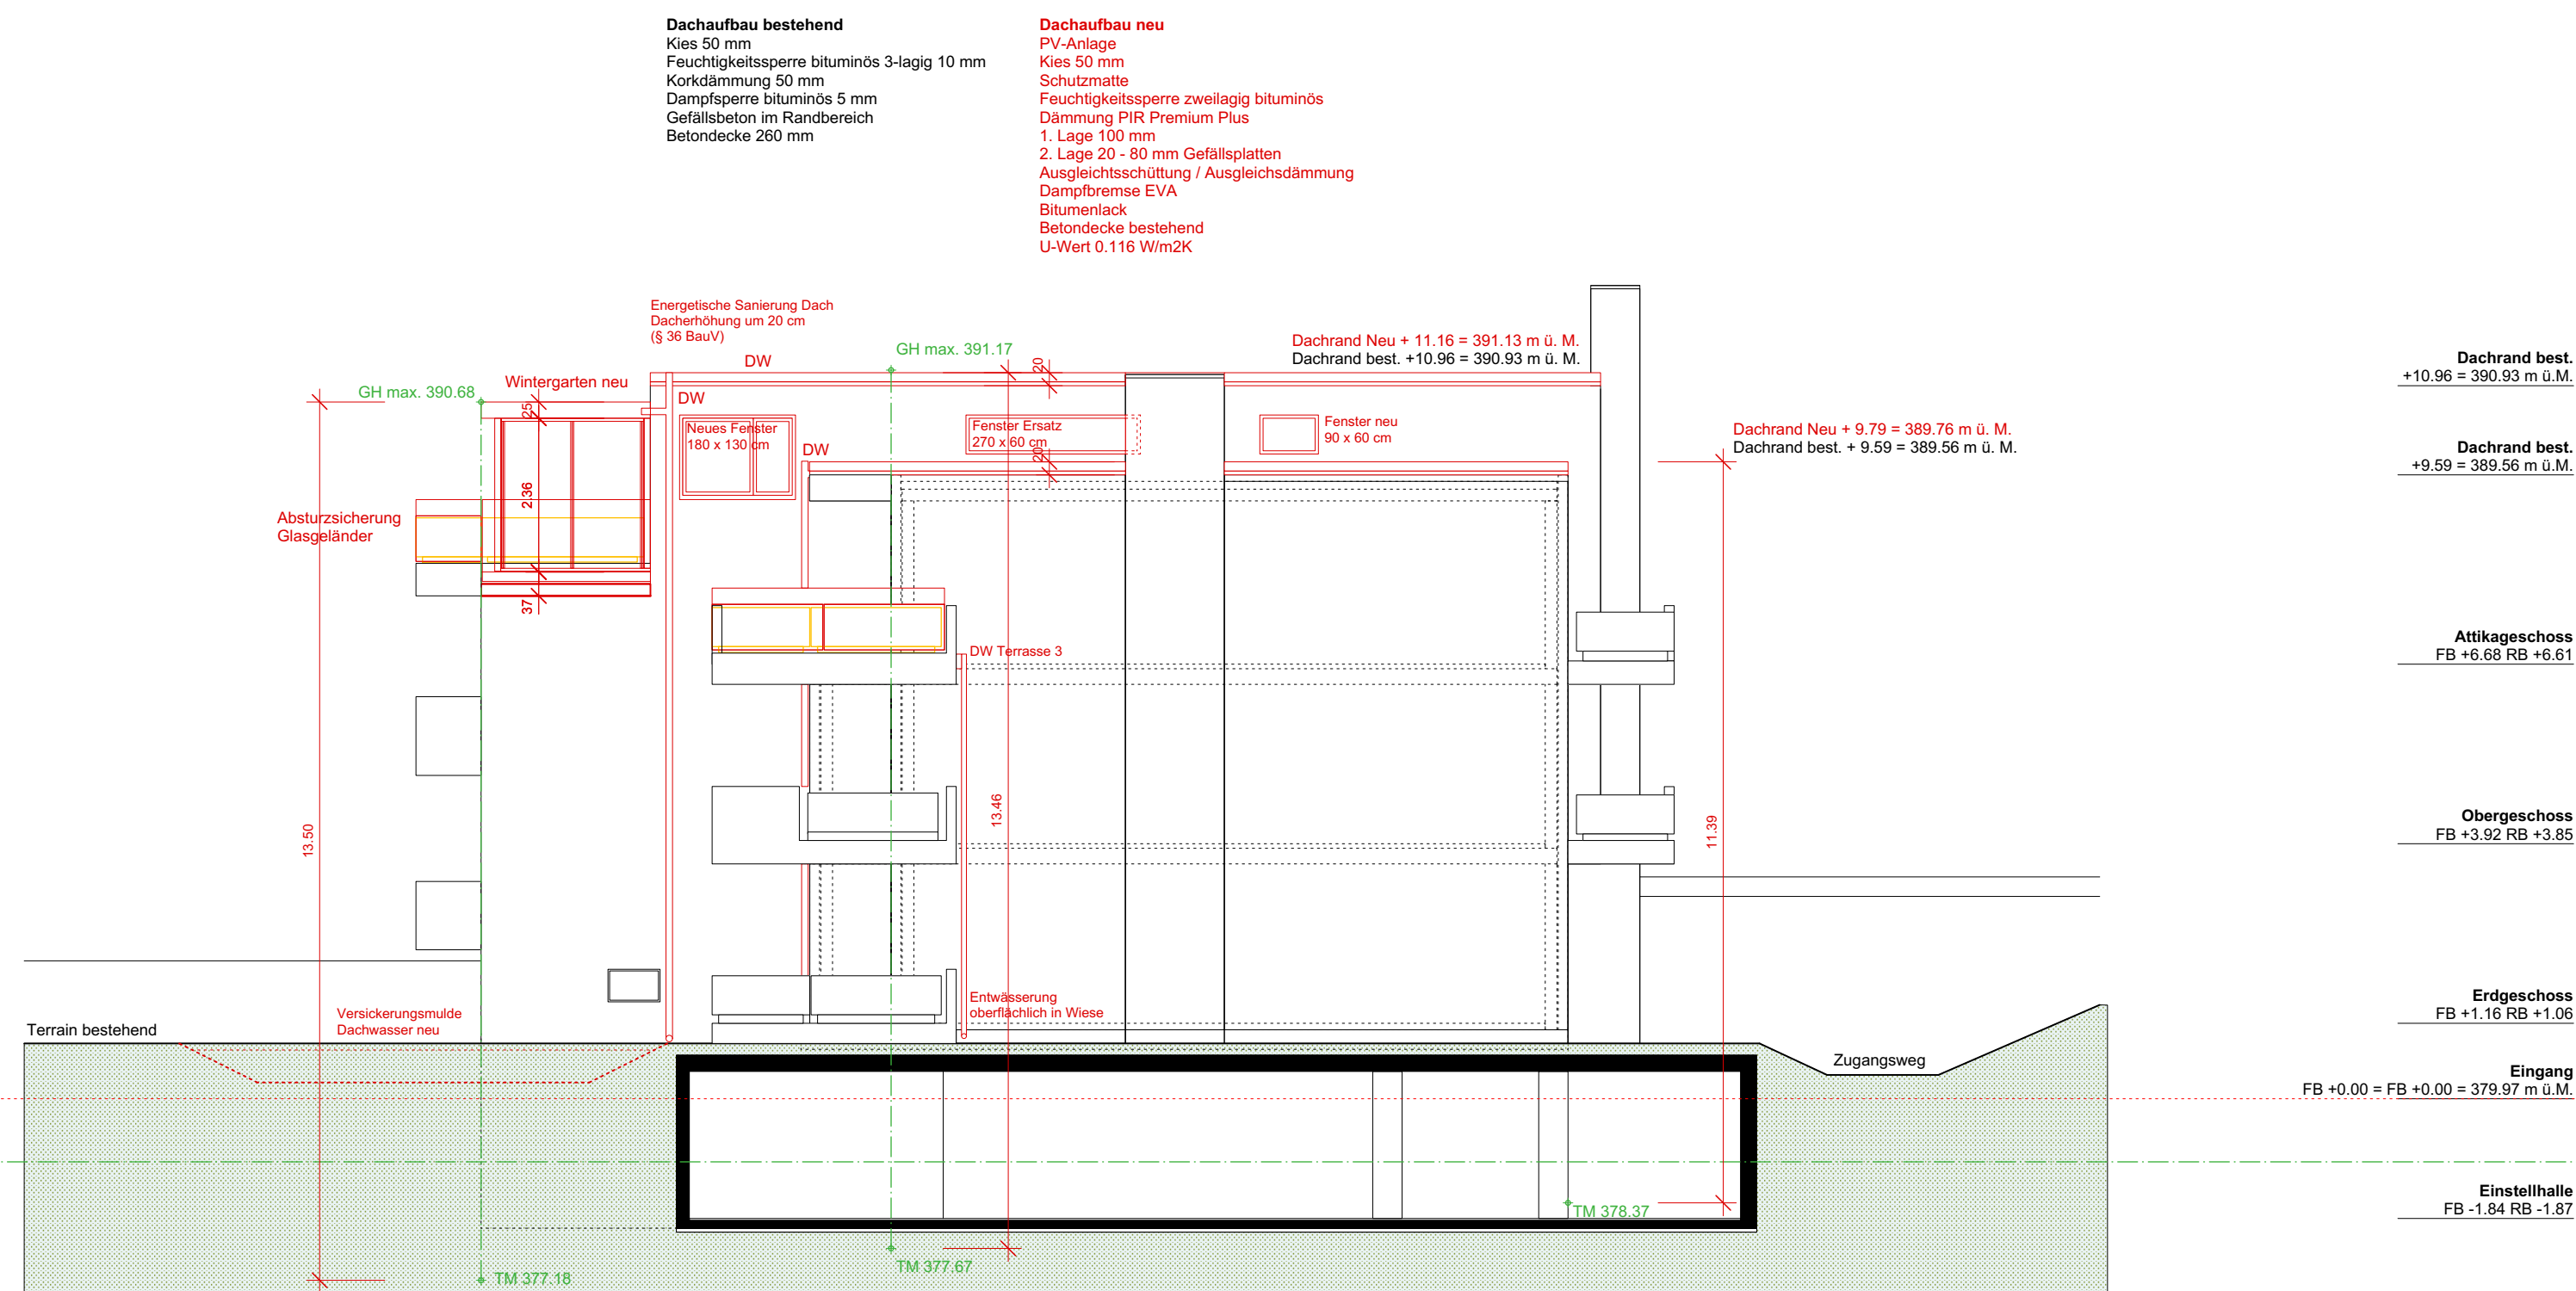 Dachaufbau bestehend
Kies 50 mm
Feuchtigkeitssperre bituminös 3-lagig 10 mm
Korkdämmung 50 mm
Dampfsperre bituminös 5 mm
Gefällsbeton im Randbereich
Betondecke 260 mm
Dachaufbau neu
PV-Anlage
Kies 50 mm
Schutzmatte
Feuchtigkeitssperre zweilagig bituminös
Dämmung PIR Premium Plus
1. Lage 100 mm
2. Lage 20 - 80 mm Gefällsplatten
Ausgleichtsschüttung / Ausgleichsdämmung
Dampfbremse EVA
Bitumenlack
Betondecke bestehend
U-Wert 0.116 W/m2K
Energetische Sanierung Dach
Dacherhöhung um 20 cm
(§ 36 BauV)
DW
GH max. 391.17
20
Dachrand Neu + 11.16 = 391.13 m ü. M.
Dachrand best. +10.96 = 390.93 m ü. M.
Dachrand best.
+10.96 = 390.93 m ü.M.
GH max. 390.68
Wintergarten neu
25
DW
Neues Fenster
180 x 130 cm
DW
Fenster Ersatz
270 x 60 cm
20
Fenster neu
90 x 60 cm
Dachrand Neu + 9.79 = 389.76 m ü. M.
Dachrand best. + 9.59 = 389.56 m ü. M.
Dachrand best.
+9.59 = 389.56 m ü.M.
2.36
Absturzsicherung
Glasgeländer
37
DW Terrasse 3
Attikageschoss
FB +6.68 RB +6.61
13.50
13.46
11.39
Obergeschoss
FB +3.92 RB +3.85
Entwässerung
oberflächlich in Wiese
Erdgeschoss
FB +1.16 RB +1.06
Versickerungsmulde
Dachwasser neu
Terrain bestehend
Zugangsweg
Eingang
FB +0.00 = FB +0.00 = 379.97 m ü.M.
Einstellhalle
FB -1.84 RB -1.87
TM 378.37
TM 377.67
TM 377.18